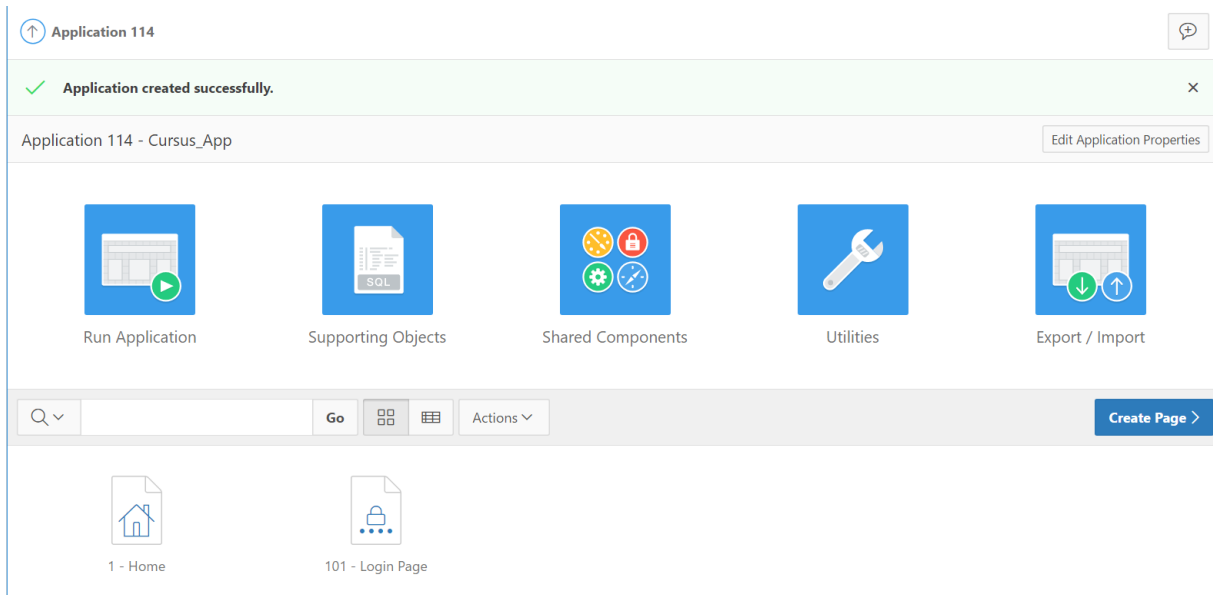 Application 114
Application created successfully.
Application 114 - Cursus_App
Edit Application Properties
SQL
Run Application
Supporting Objects
Shared Components
Utilities
Export / Import
Go
Actions
Create Page
1 - Home
101 - Login Page